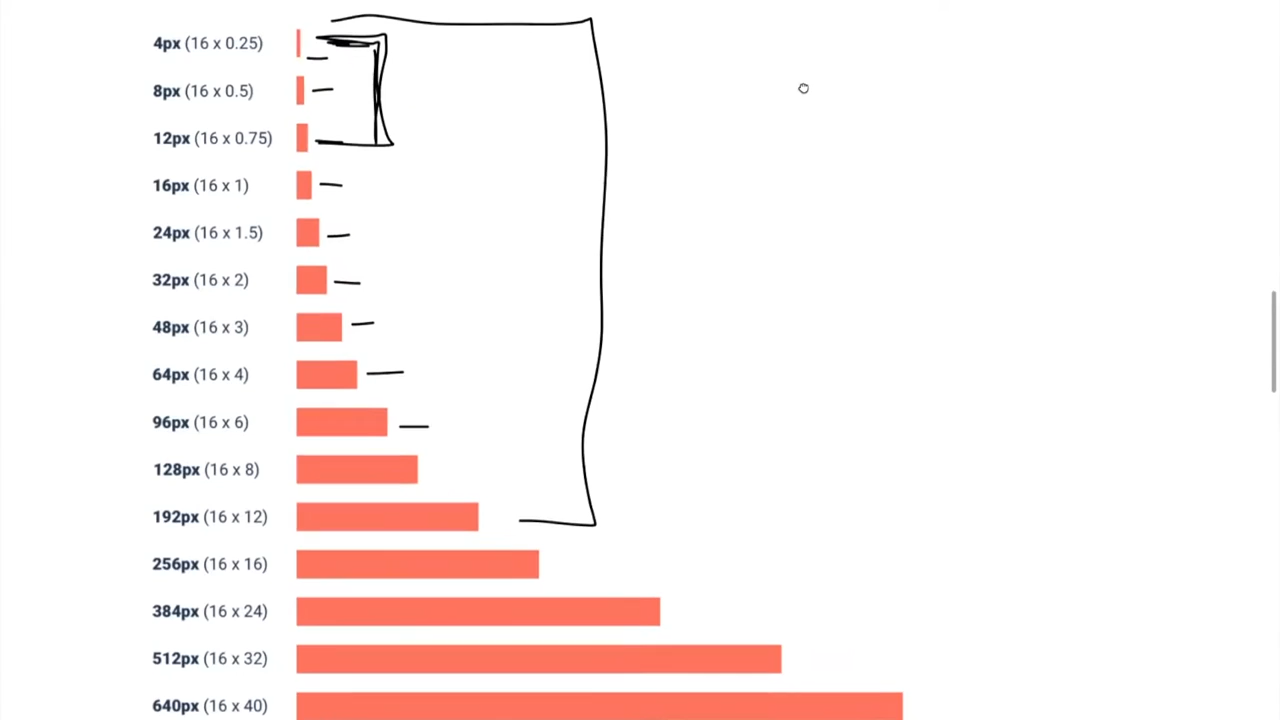 4px (16 x 0.25)
8px (16 x 0.5)
12px (16 x 0.75)
16px (16 x 1)
24px (16 x 1.5)
32px (16 x 2)
48px (16 x 3)
64px (16 x 4)
96px (16 x 6)
128px (16 x 8)
192px (16 x 12)
256px (16 x 16)
384px (16 x 24)
512px (16 x 32)
640px (16 x 40)